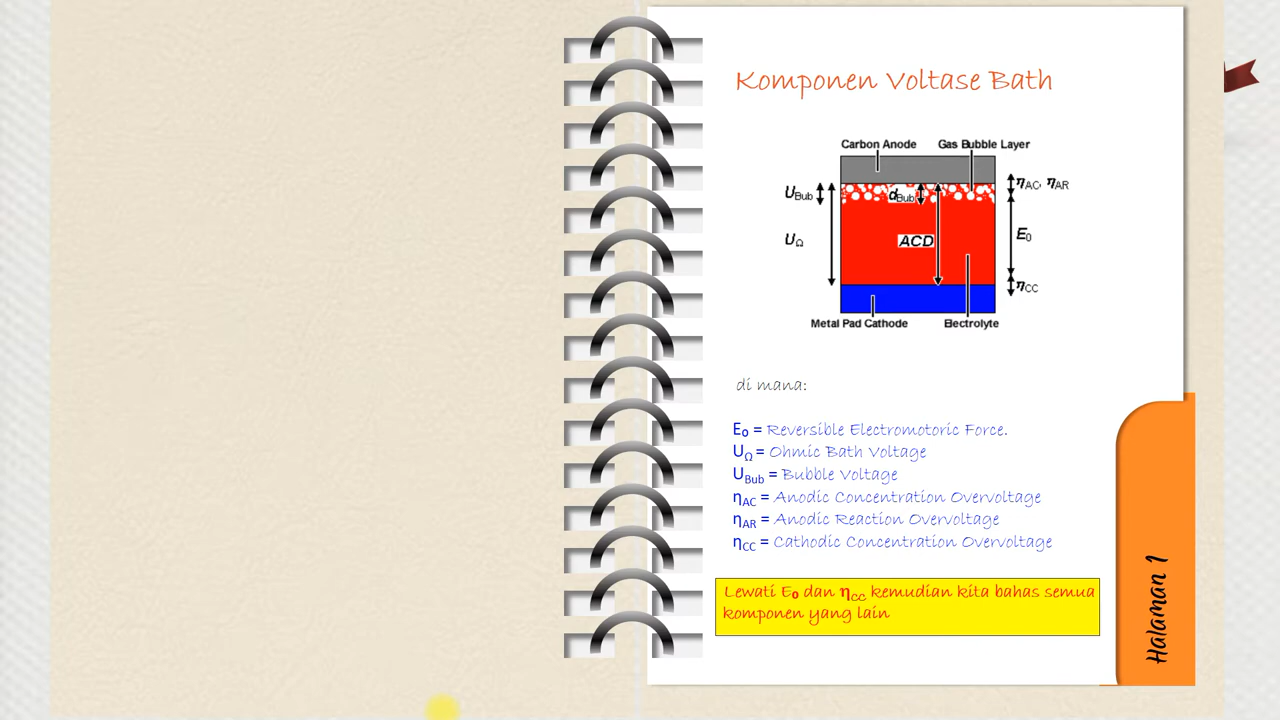 Komponen Voltase Bath
Carbon Anode Gas Bubble Layer
UBub dBub ηAC, ηAR
UΩ ACD E0
ηCC
Metal Pad Cathode Electrolyte
di mana:
E₀ = Reversible Electromotoric Force.
UΩ = Ohmic Bath Voltage
UBub = Bubble Voltage
ηAC = Anodic Concentration Overvoltage
ηAR = Anodic Reaction Overvoltage
ηCC = Cathodic Concentration Overvoltage
Lewati E₀ dan ηCC kemudian kita bahas semua
komponen yang lain
Halaman 1